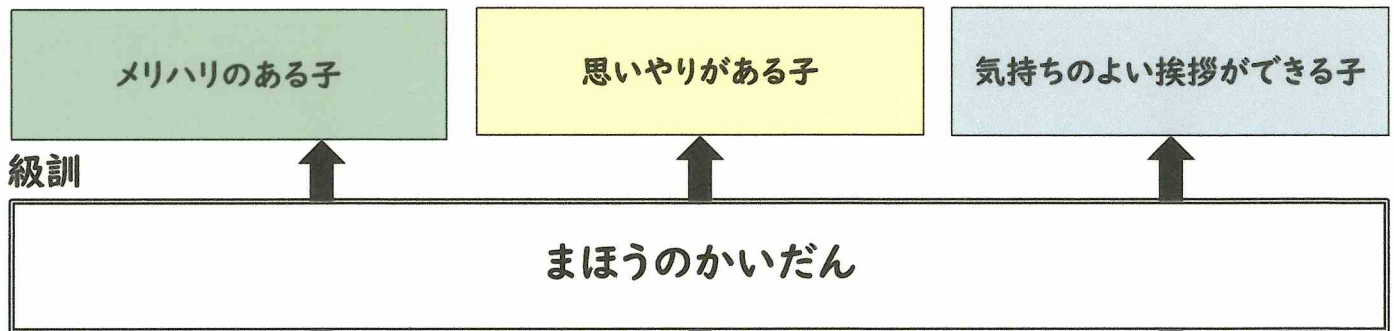 メリハリのある子
思いやりがある子
気持ちのよい挨拶ができる子
級訓
まほうのかいだん